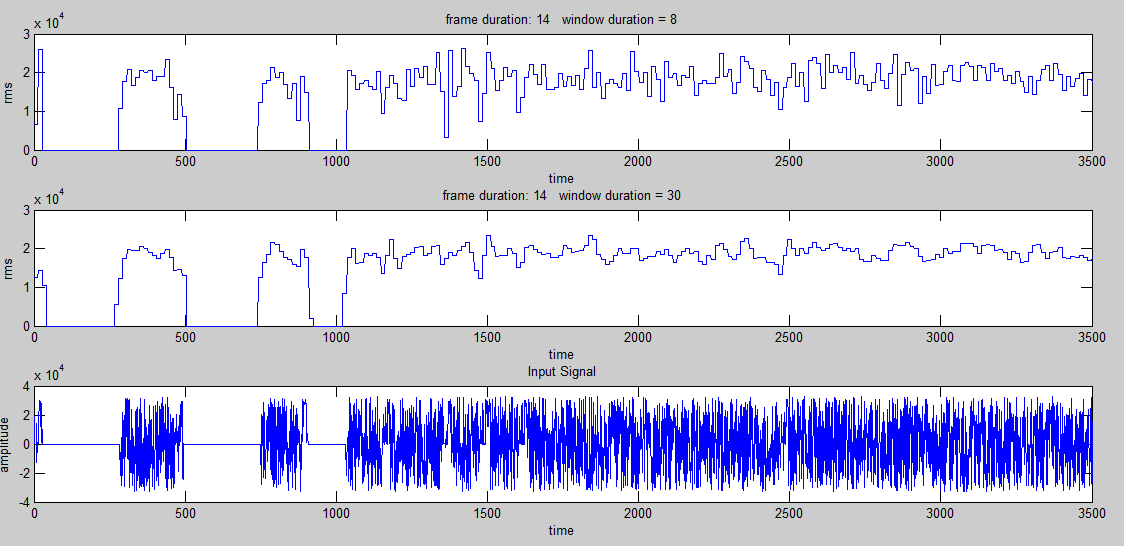 frame duration: 14 window duration = 8
x 10^4
3
2
1
0
rms
0 500 1000 1500 2000 2500 3000 3500
time
frame duration: 14 window duration = 30
x 10^4
3
2
1
0
rms
0 500 1000 1500 2000 2500 3000 3500
time
Input Signal
x 10^4
4
2
0
-2
-4
amplitude
0 500 1000 1500 2000 2500 3000 3500
time